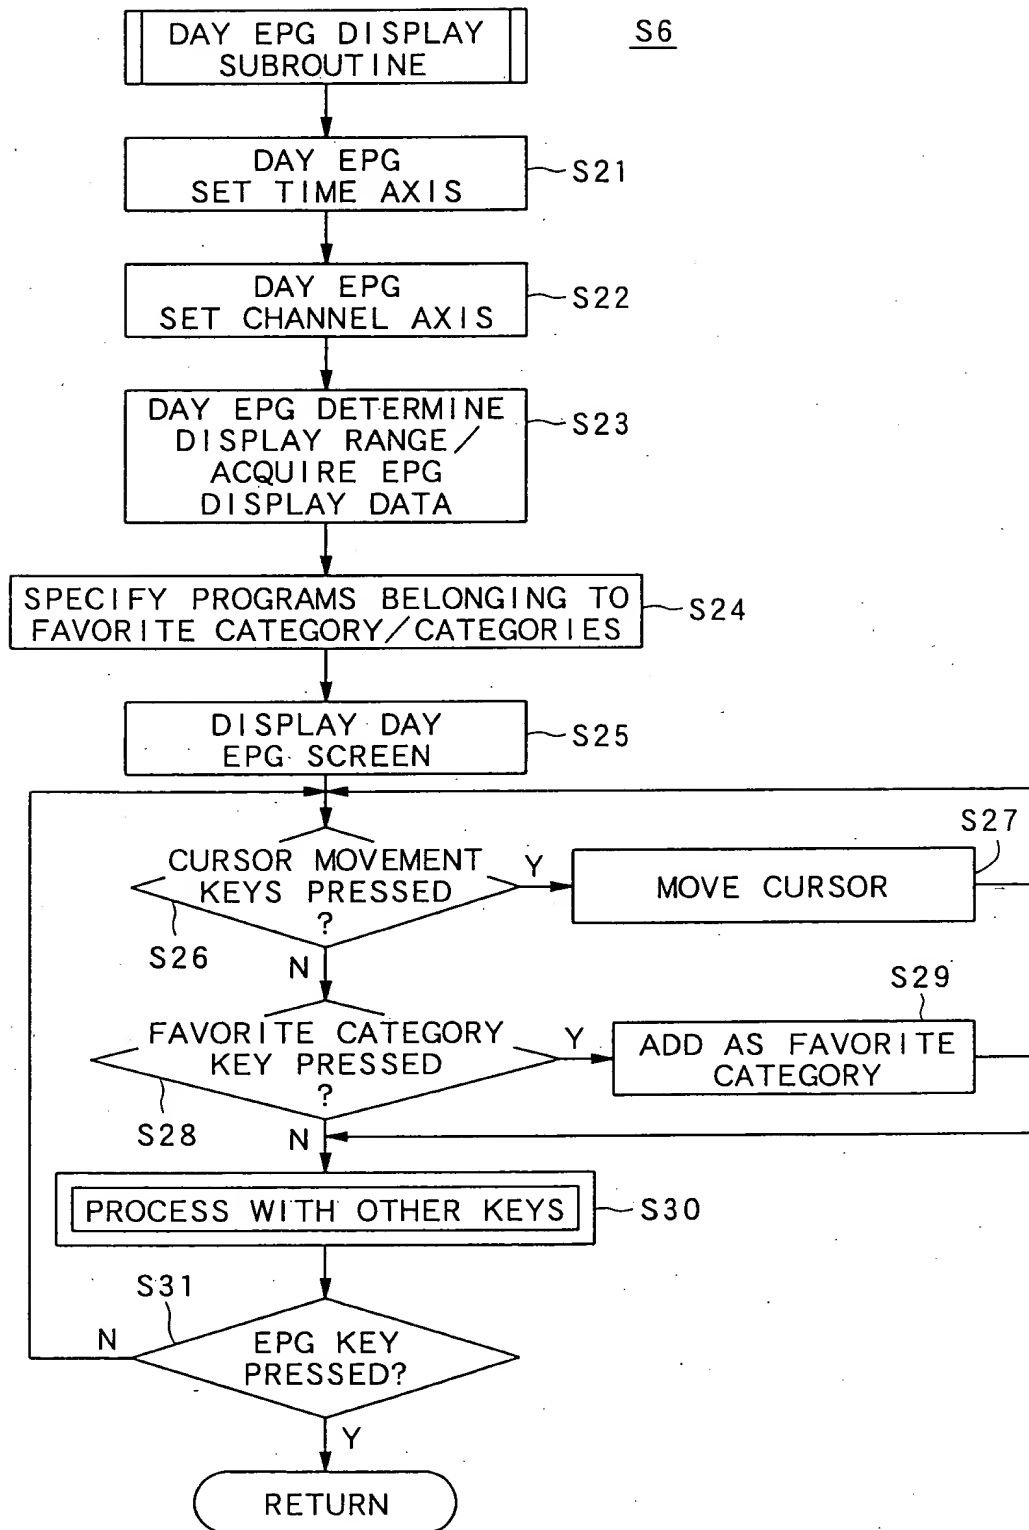 DAY EPG DISPLAY
SUBROUTINE
S6
DAY EPG
SET TIME AXIS
S21
DAY EPG
SET CHANNEL AXIS
S22
DAY EPG DETERMINE
DISPLAY RANGE/
ACQUIRE EPG
DISPLAY DATA
S23
SPECIFY PROGRAMS BELONGING TO
FAVORITE CATEGORY/CATEGORIES
S24
DISPLAY DAY
EPG SCREEN
S25
CURSOR MOVEMENT
KEYS PRESSED
?
S26
Y
N
MOVE CURSOR
S27
FAVORITE CATEGORY
KEY PRESSED
?
S28
Y
N
ADD AS FAVORITE
CATEGORY
S29
PROCESS WITH OTHER KEYS
S30
S31
N
EPG KEY
PRESSED?
Y
RETURN